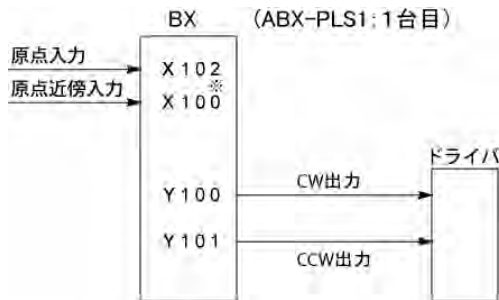 BX (ABX-PLS1:1台目)
原点入力
X102
※
原点近傍入力
X100
ドライバ
Y100
CW出力
Y101
CCW出力